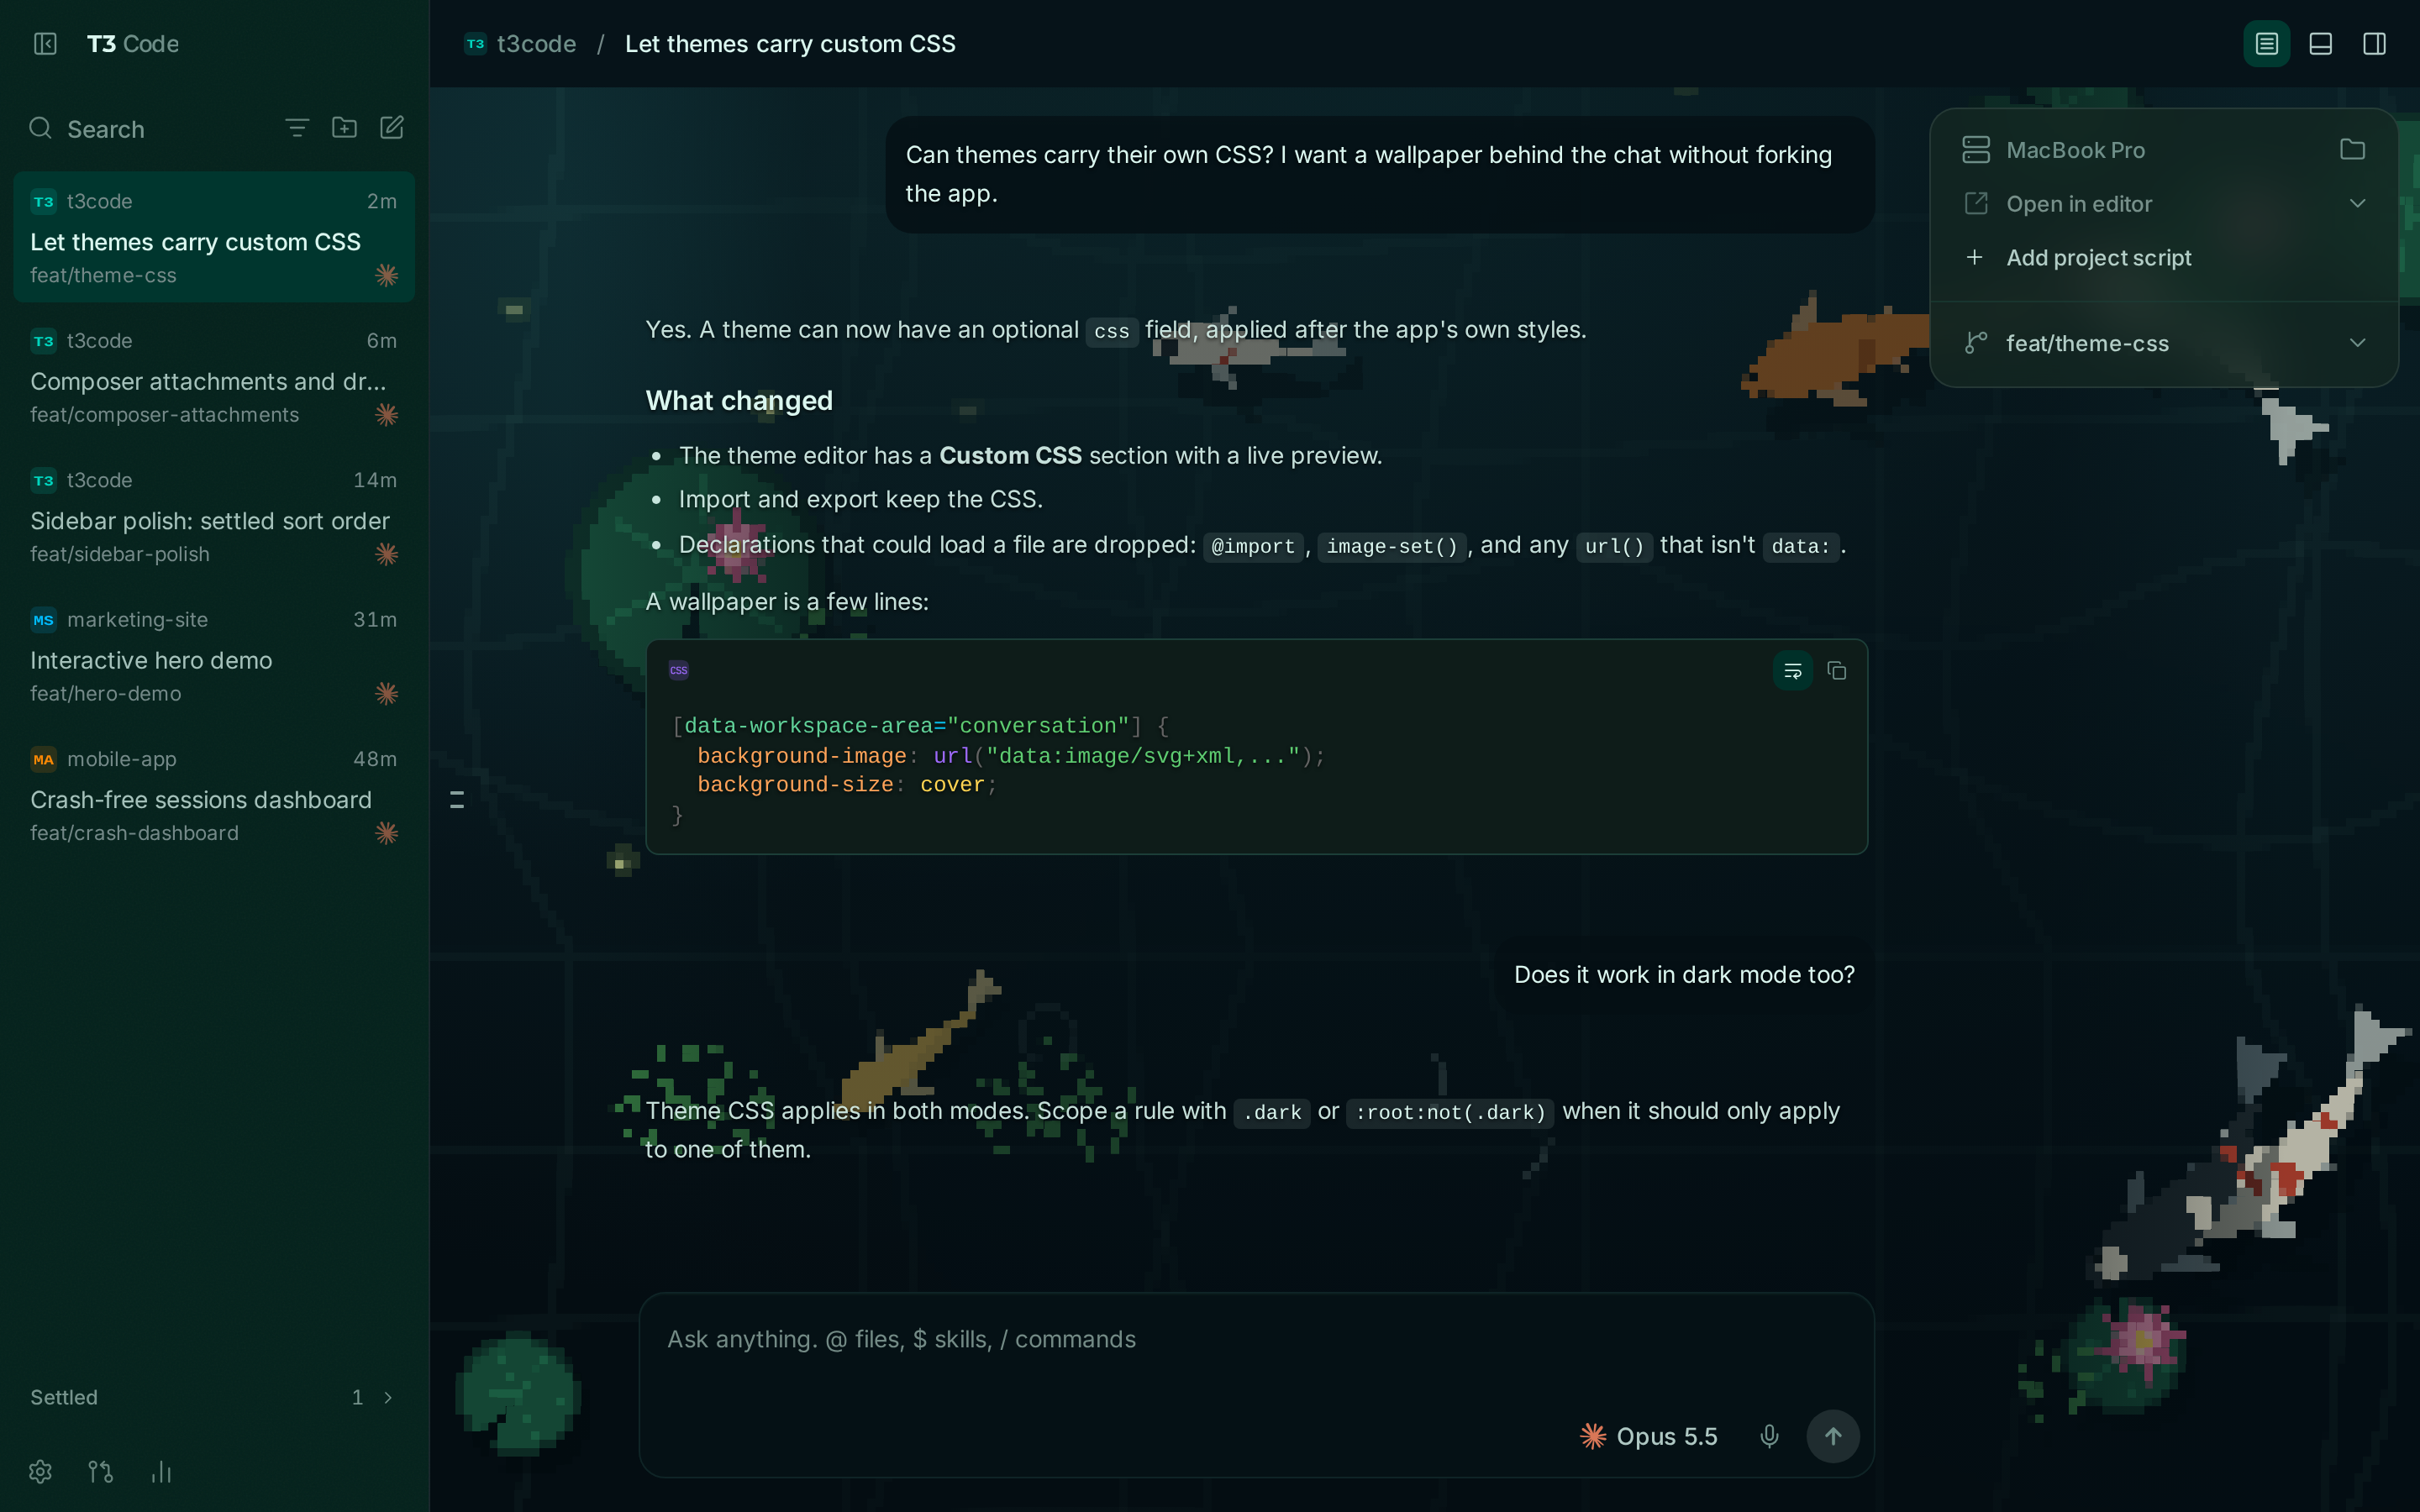 T3 Code
Search
T3 t3code 2m
Let themes carry custom CSS
feat/theme-css
T3 t3code 6m
Composer attachments and dr...
feat/composer-attachments
T3 t3code 14m
Sidebar polish: settled sort order
feat/sidebar-polish
MS marketing-site 31m
Interactive hero demo
feat/hero-demo
MA mobile-app 48m
Crash-free sessions dashboard
feat/crash-dashboard
Settled 1
T3 t3code / Let themes carry custom CSS
Can themes carry their own CSS? I want a wallpaper behind the chat without forking
the app.
Yes. A theme can now have an optional css field, applied after the app's own styles.
What changed
• The theme editor has a Custom CSS section with a live preview.
• Import and export keep the CSS.
• Declarations that could load a file are dropped: @import, image-set(), and any url() that isn't data:.
A wallpaper is a few lines:
CSS
[data-workspace-area="conversation"] {
  background-image: url("data:image/svg+xml,...");
  background-size: cover;
}
Does it work in dark mode too?
Theme CSS applies in both modes. Scope a rule with .dark or :root:not(.dark) when it should only apply
to one of them.
Ask anything. @ files, $ skills, / commands
Opus 5.5
MacBook Pro
Open in editor
Add project script
feat/theme-css